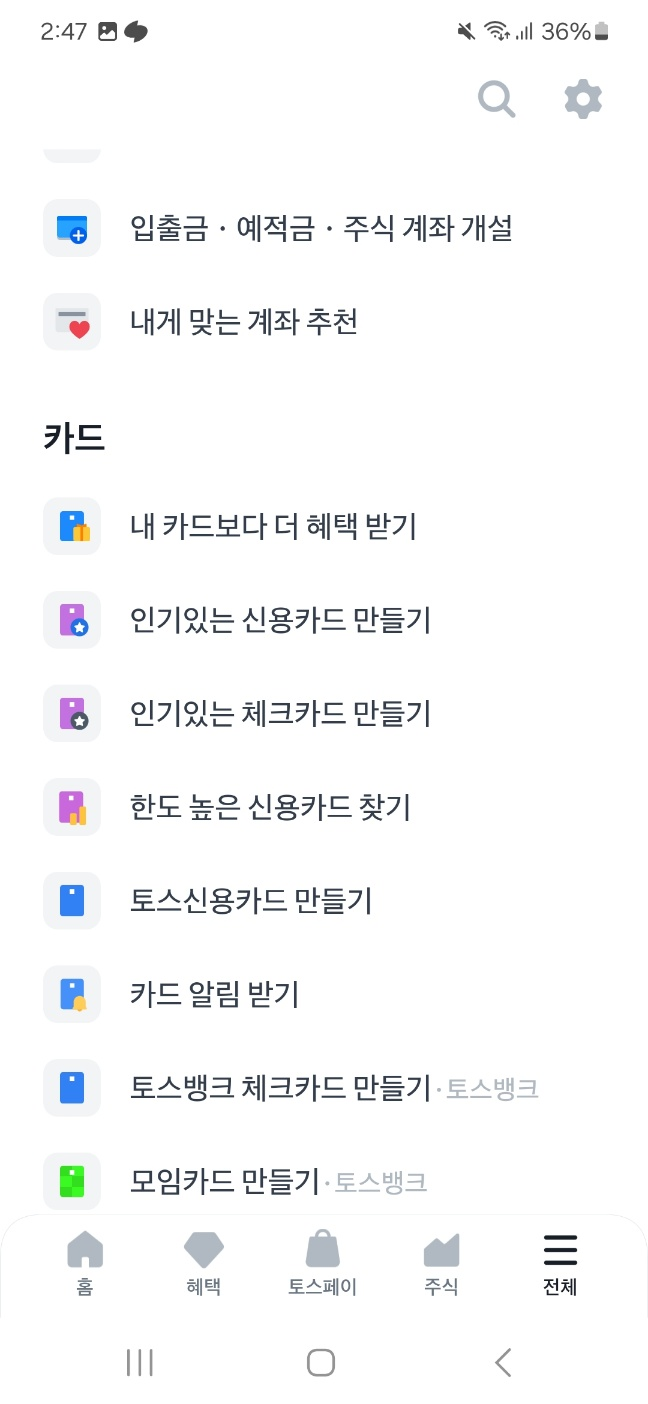 2:47
36%
입출금 · 예적금 · 주식 계좌 개설
내게 맞는 계좌 추천
카드
내 카드보다 더 혜택 받기
인기있는 신용카드 만들기
인기있는 체크카드 만들기
한도 높은 신용카드 찾기
토스신용카드 만들기
카드 알림 받기
토스뱅크 체크카드 만들기 · 토스뱅크
모임카드 만들기 · 토스뱅크
홈 혜택 토스페이 주식 전체